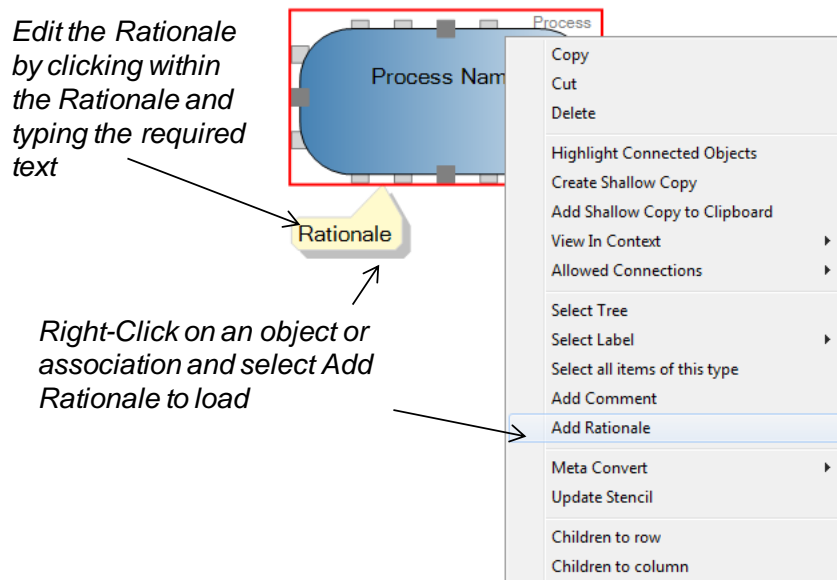 Edit the Rationale
by clicking within
the Rationale and
typing the required
text
Process
Process Nam
Rationale
Right-Click on an object or
association and select Add
Rationale to load
Copy
Cut
Delete
Highlight Connected Objects
Create Shallow Copy
Add Shallow Copy to Clipboard
View In Context
Allowed Connections
Select Tree
Select Label
Select all items of this type
Add Comment
Add Rationale
Meta Convert
Update Stencil
Children to row
Children to column